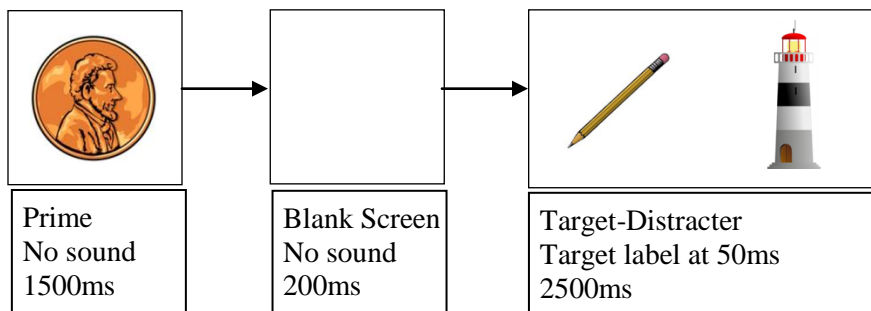 Prime
No sound
1500ms
Blank Screen
No sound
200ms
Target-Distracter
Target label at 50ms
2500ms